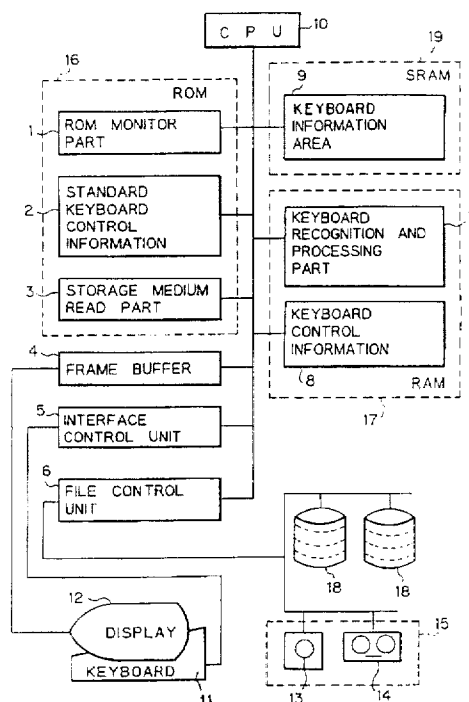 C P U
10
16
19
ROM
SRAM
1
ROM MONITOR
PART
9
KEYBOARD
INFORMATION
AREA
2
STANDARD
KEYBOARD
CONTROL
INFORMATION
KEYBOARD
RECOGNITION AND
PROCESSING
PART
3
STORAGE MEDIUM
READ PART
KEYBOARD
CONTROL
INFORMATION
8
RAM
17
4
FRAME BUFFER
5
INTERFACE
CONTROL UNIT
6
FILE CONTROL
UNIT
18
18
12
DISPLAY
KEYBOARD
11
15
13
14